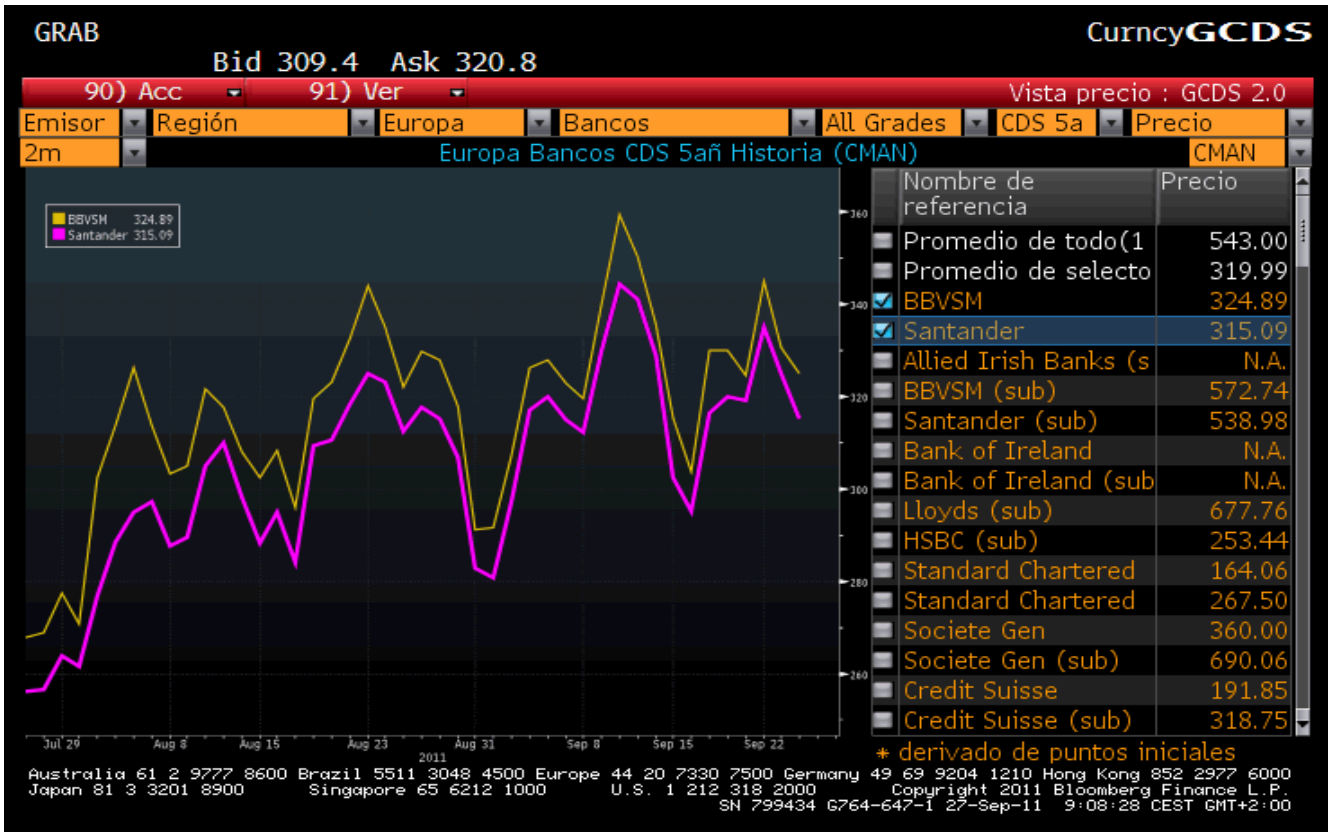 GRAB
CurncyGCDS
Bid 309.4 Ask 320.8
90) Acc 91) Ver Vista precio : GCDS 2.0
Emisor Región Europa Bancos All Grades CDS 5a Precio
2m Europa Bancos CDS 5añ Historia (CMAN) CMAN
BBVSM 324.89
Santander 315.09
360
340
320
300
280
260
Jul 29 Aug 8 Aug 15 Aug 23 Aug 31 Sep 8 Sep 15 Sep 22
2011
Nombre de referencia Precio
Promedio de todo(1 543.00
Promedio de selecto 319.99
BBVSM 324.89
Santander 315.09
Allied Irish Banks (s N.A.
BBVSM (sub) 572.74
Santander (sub) 538.98
Bank of Ireland N.A.
Bank of Ireland (sub N.A.
Lloyds (sub) 677.76
HSBC (sub) 253.44
Standard Chartered 164.06
Standard Chartered 267.50
Societe Gen 360.00
Societe Gen (sub) 690.06
Credit Suisse 191.85
Credit Suisse (sub) 318.75
* derivado de puntos iniciales
Australia 61 2 9777 8600 Brazil 5511 3048 4500 Europe 44 20 7330 7500 Germany 49 69 9204 1210 Hong Kong 852 2977 6000
Japan 81 3 3201 8900 Singapore 65 6212 1000 U.S. 1 212 318 2000 Copyright 2011 Bloomberg Finance L.P.
SN 799434 G764-647-1 27-Sep-11 9:08:28 CEST GMT+2:00